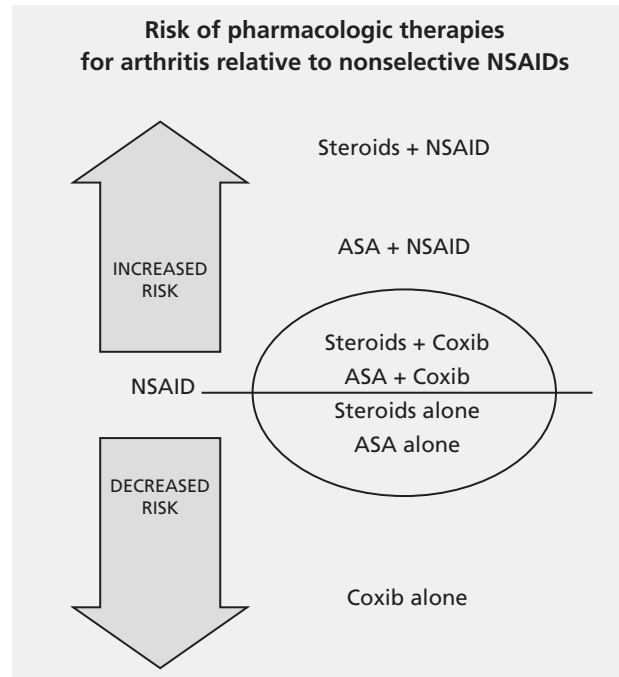 Risk of pharmacologic therapies
for arthritis relative to nonselective NSAIDs
Steroids + NSAID
ASA + NSAID
INCREASED
RISK
Steroids + Coxib
ASA + Coxib
NSAID
Steroids alone
ASA alone
DECREASED
RISK
Coxib alone